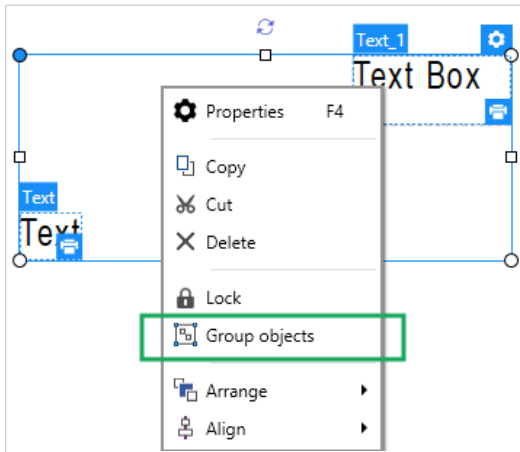 Text_1
Text Box
Properties F4
Copy
Text
Cut
Text
Delete
Lock
Group objects
Arrange
Align